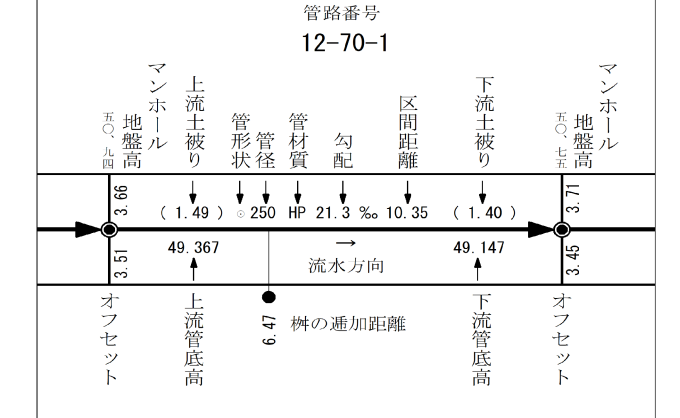 管路番号
12-70-1
マンホール
地盤高
五〇、九四
上流土被り
管形状
管径
管材質
勾配
区間距離
下流土被り
マンホール
地盤高
五〇、七五
3.66
( 1.49 ) ⊙ 250 HP 21.3 ‰ 10.35 ( 1.40 )
3.71
3.51
49.367
→
流水方向
49.147
3.45
オフセット
上流管底高
6.47
桝の逓加距離
下流管底高
オフセット